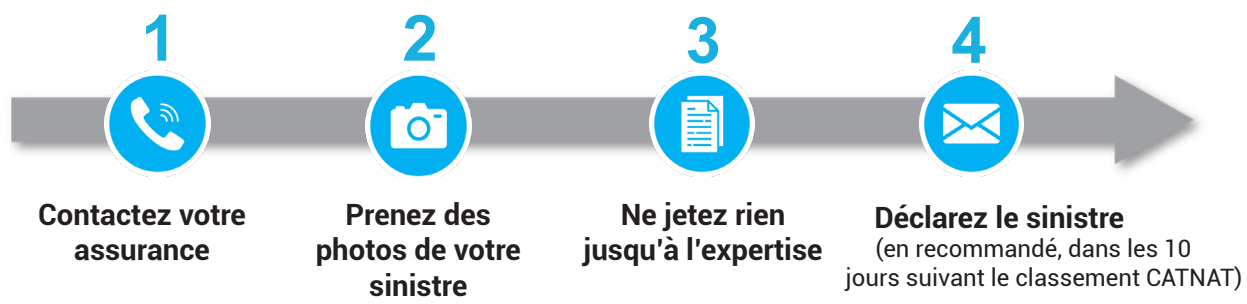 1
2
3
4
Contactez votre
assurance
Prenez des
photos de votre
sinistre
Ne jetez rien
jusqu'à l'expertise
Déclarez le sinistre
(en recommandé, dans les 10
jours suivant le classement CATNAT)